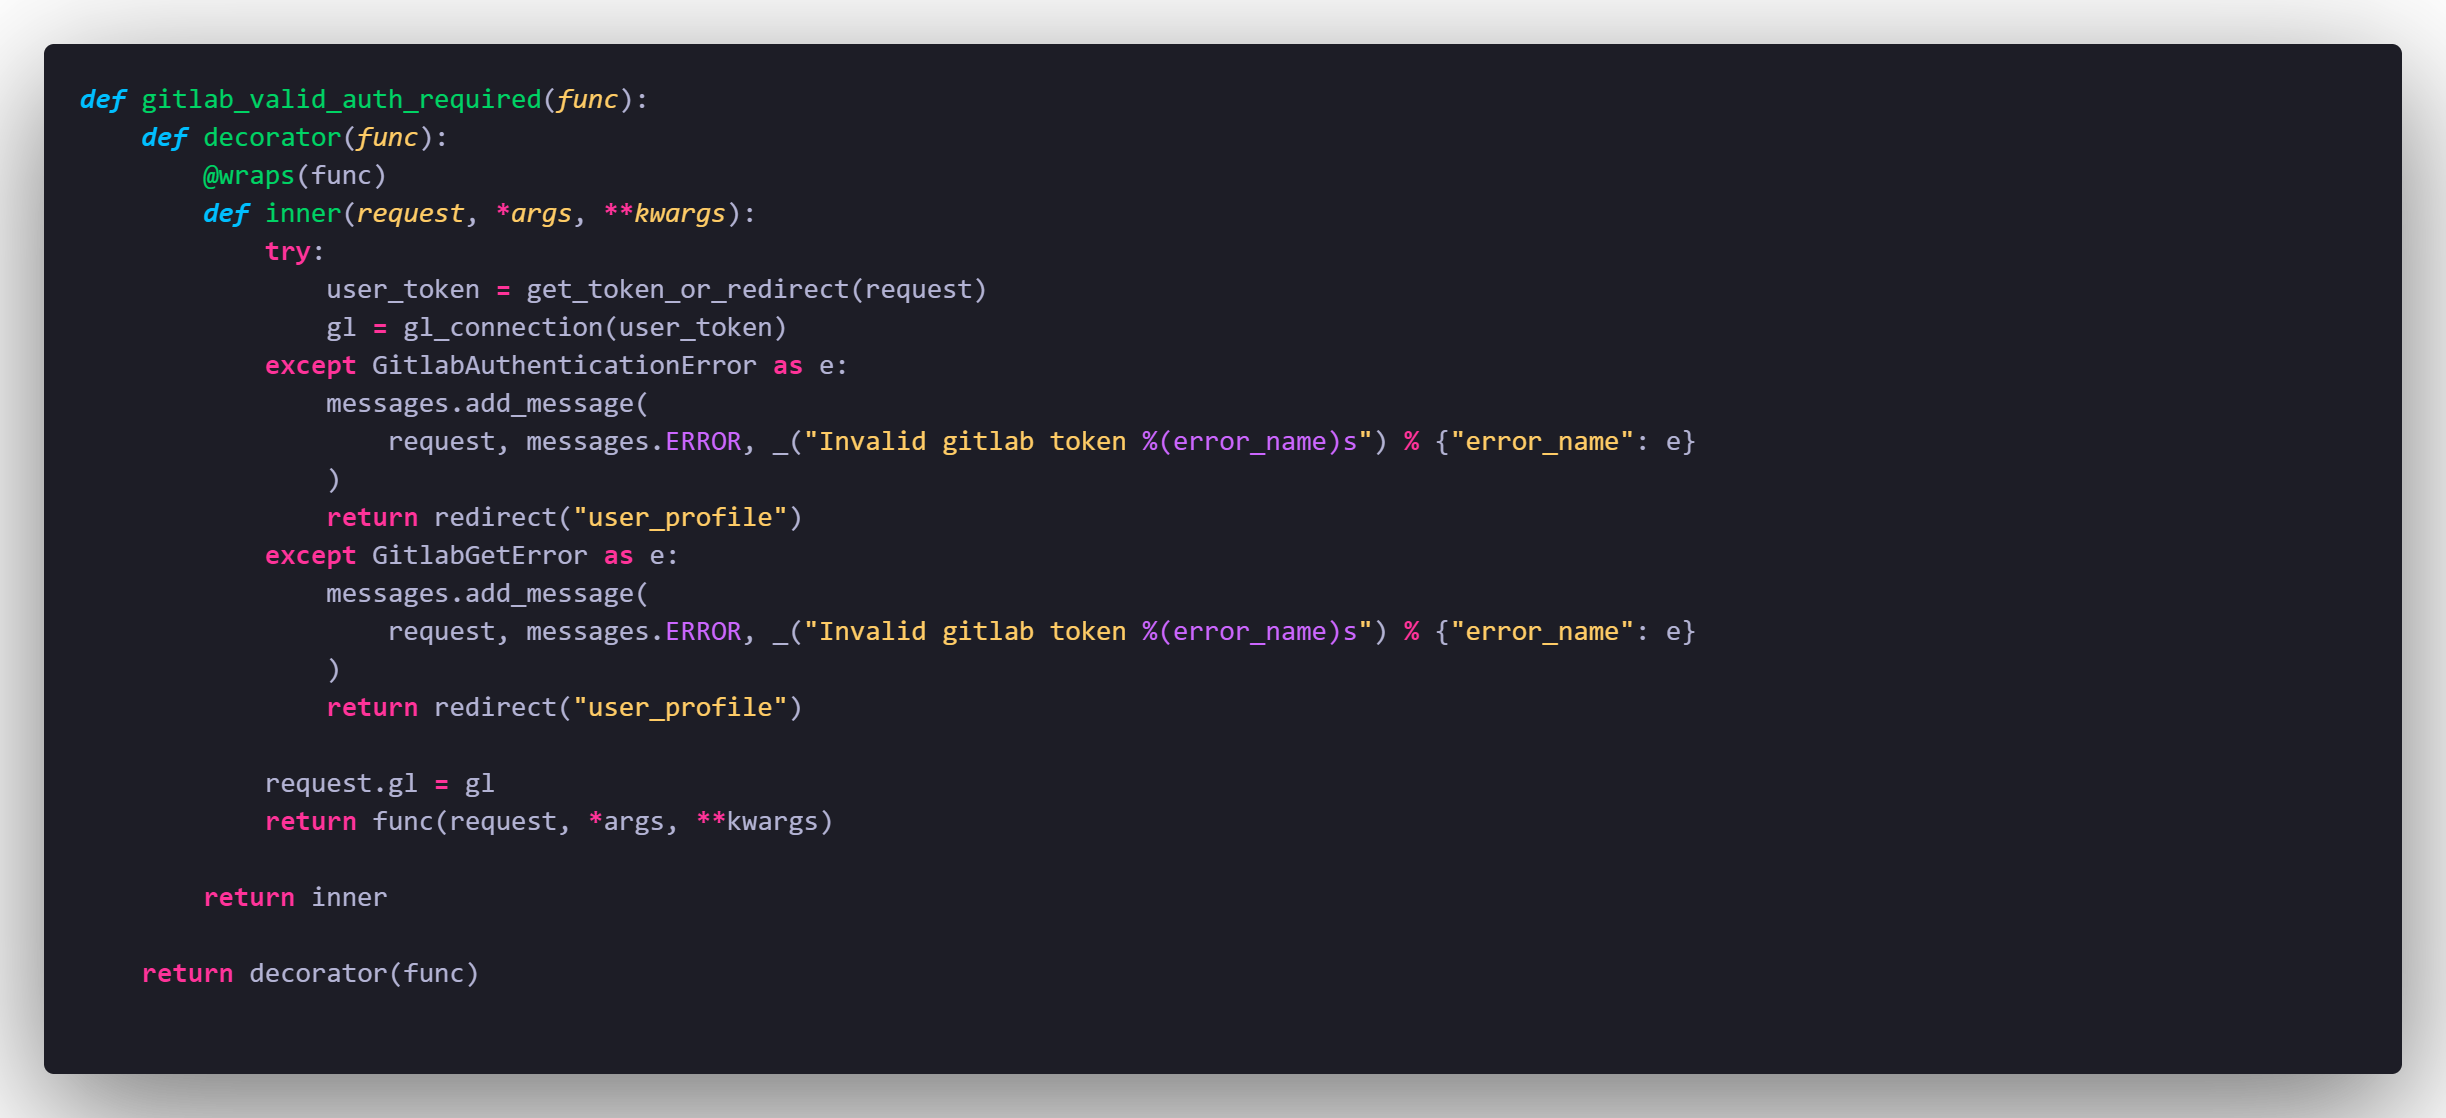 def gitlab_valid_auth_required(func):
    def decorator(func):
        @wraps(func)
        def inner(request, *args, **kwargs):
            try:
                user_token = get_token_or_redirect(request)
                gl = gl_connection(user_token)
            except GitlabAuthenticationError as e:
                messages.add_message(
                    request, messages.ERROR, _("Invalid gitlab token %(error_name)s") % {"error_name": e}
                )
                return redirect("user_profile")
            except GitlabGetError as e:
                messages.add_message(
                    request, messages.ERROR, _("Invalid gitlab token %(error_name)s") % {"error_name": e}
                )
                return redirect("user_profile")

            request.gl = gl
            return func(request, *args, **kwargs)

        return inner

    return decorator(func)